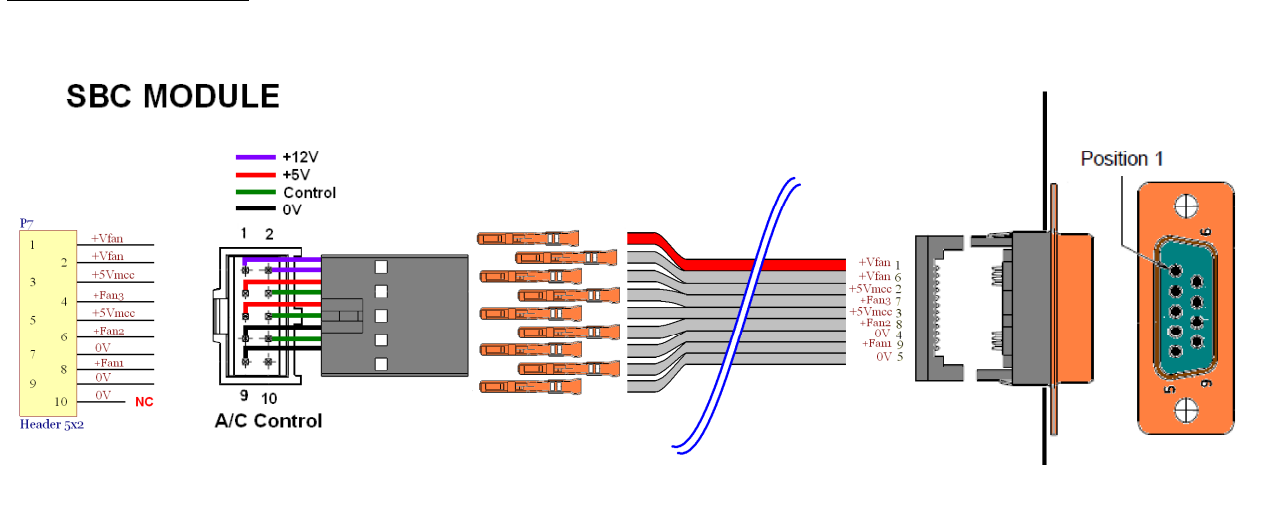 SBC MODULE
+12V
+5V
Control
0V
Position 1
P7
1 +Vfan
2 +Vfan
3 +5Vmcc
4 +Fan3
5 +5Vmcc
6 +Fan2
7 0V
8 +Fan1
9 0V
10 0V NC
Header 5x2
1 2
9 10
A/C Control
+Vfan 1
+Vfan 6
+5Vmcc 2
+Fan3 7
+5Vmcc 3
+Fan2 8
0V 4
+Fan1 9
0V 5
6
5
9